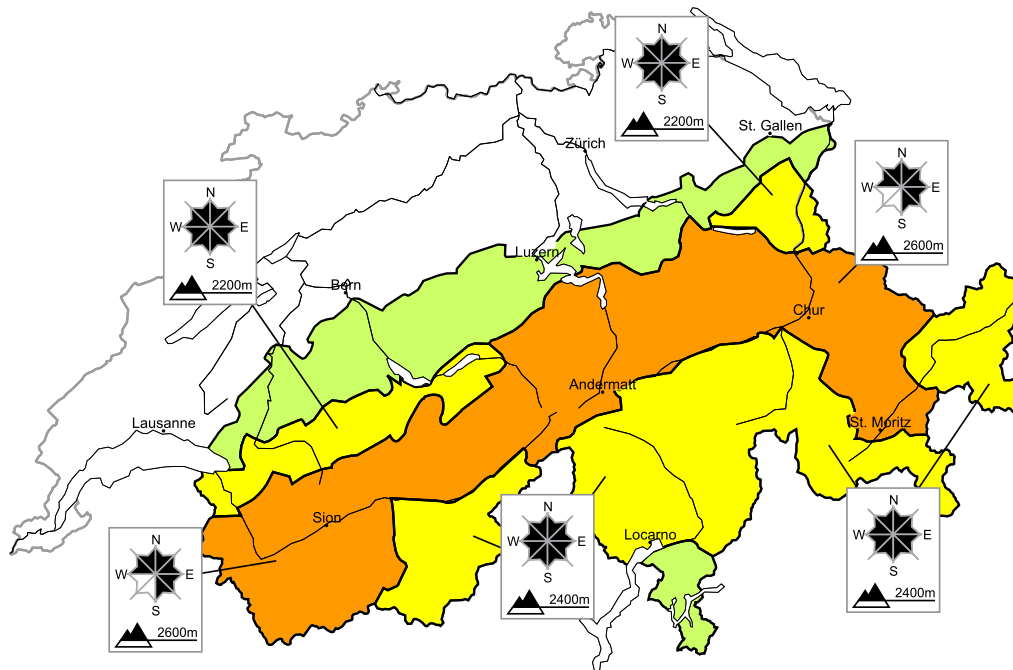 N
W E
S
2200m
St. Gallen
Zürich
N
W E
S
2600m
N
W E
S
2200m
Luzern
Bern
Chur
Andermatt
Lausanne
St. Moritz
N
W E
S
2400m
N
W E
S
2400m
Sion
Locarno
N
W E
S
2600m